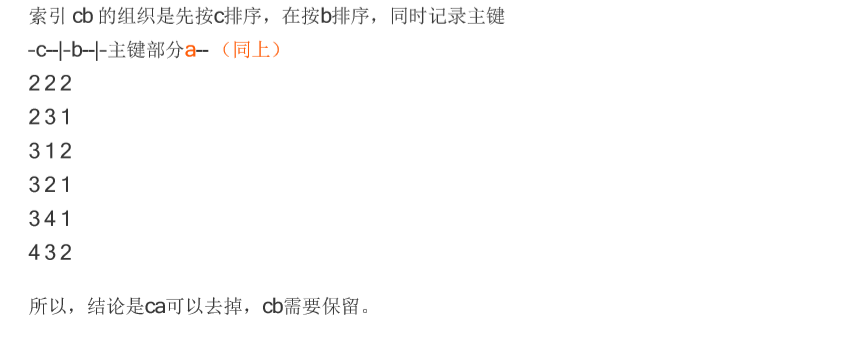 索引 cb 的组织是先按c排序，在按b排序，同时记录主键
-c--|-b--|-主键部分a-- （同上）
2 2 2
2 3 1
3 1 2
3 2 1
3 4 1
4 3 2
所以，结论是ca可以去掉，cb需要保留。